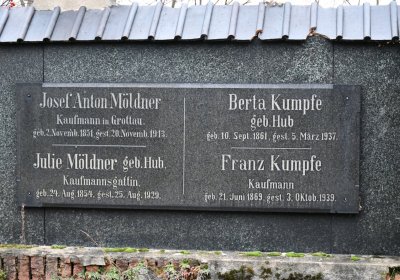 Josef Anton Möldner
Kaufmann in Grottau.
geb. 2. Novemb. 1851, gest. 20. Novemb. 1913.
Julie Möldner geb. Hub,
Kaufmannsgattin,
geb. 24. Aug. 1854, gest. 25. Aug. 1929.
Berta Kumpfe
geb. Hub
geb. 10. Sept. 1861, gest. 5. März 1937.
Franz Kumpfe
Kaufmann
geb. 21. Juni 1869, gest. 3. Oktob. 1939.